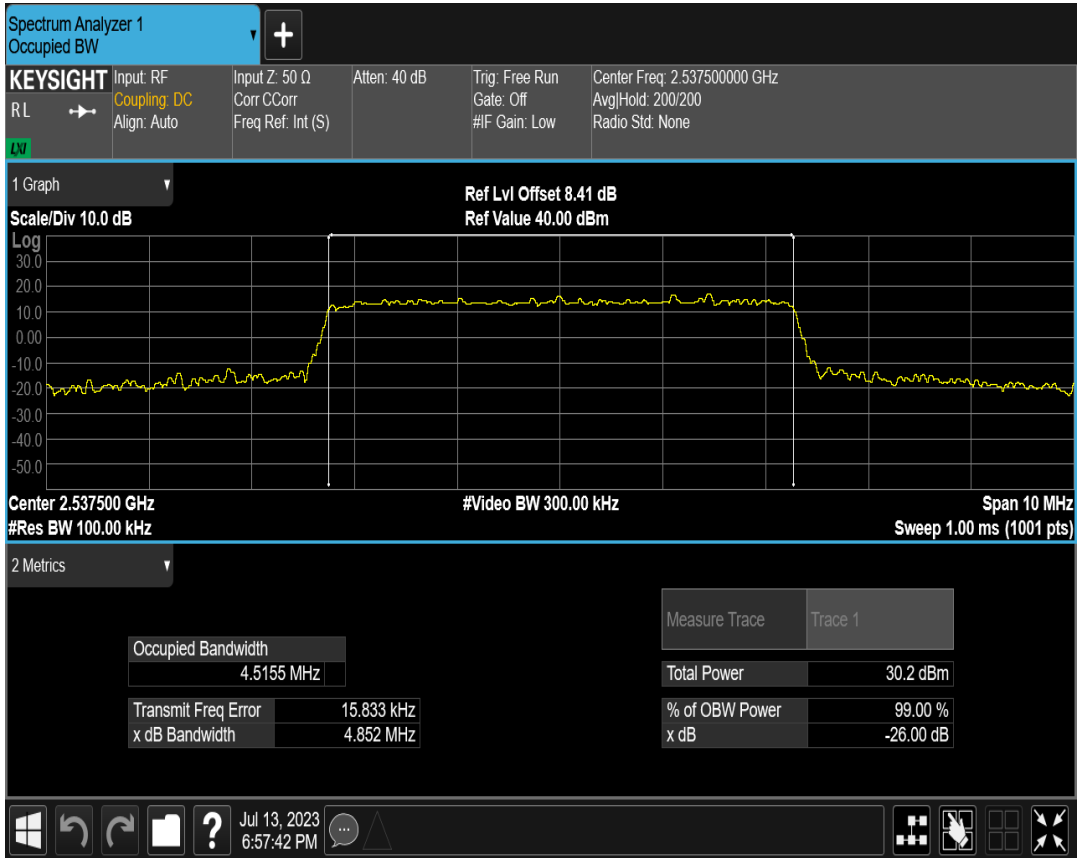 Spectrum Analyzer 1
Occupied BW
+
KEYSIGHT
R L
LXI
Input: RF
Coupling: DC
Align: Auto
Input Z: 50 Ω
Corr CCorr
Freq Ref: Int (S)
Atten: 40 dB
Trig: Free Run
Gate: Off
#IF Gain: Low
Center Freq: 2.537500000 GHz
Avg|Hold: 200/200
Radio Std: None
1 Graph
Scale/Div 10.0 dB
Ref Lvl Offset 8.41 dB
Ref Value 40.00 dBm
Log
30.0
20.0
10.0
0.00
-10.0
-20.0
-30.0
-40.0
-50.0
Center 2.537500 GHz
#Video BW 300.00 kHz
Span 10 MHz
#Res BW 100.00 kHz
Sweep 1.00 ms (1001 pts)
2 Metrics
Measure Trace Trace 1
Occupied Bandwidth
4.5155 MHz
Total Power 30.2 dBm
Transmit Freq Error 15.833 kHz
% of OBW Power 99.00 %
x dB Bandwidth 4.852 MHz
x dB -26.00 dB
?
Jul 13, 2023
6:57:42 PM